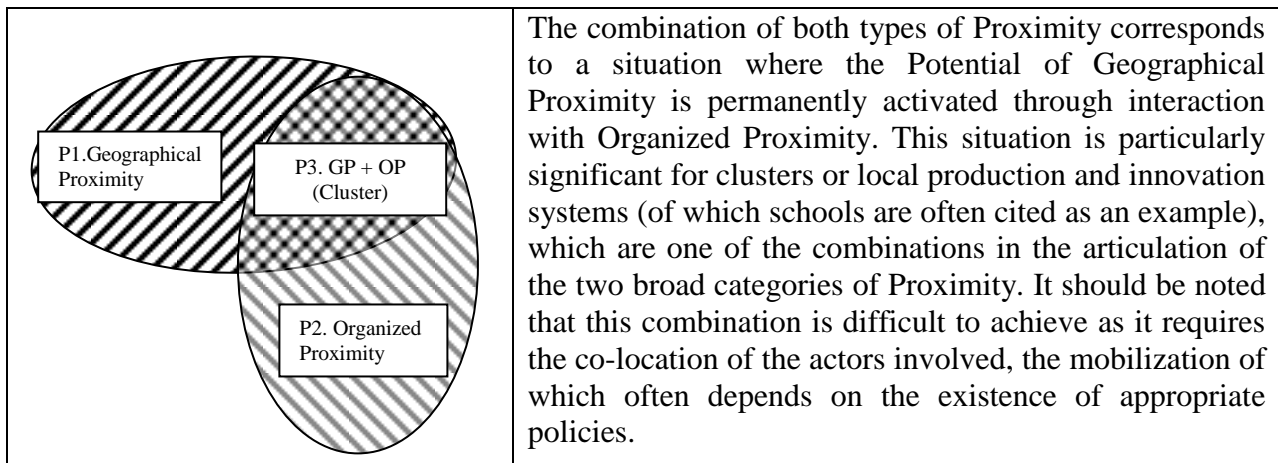 P1.Geographical
Proximity
P3. GP + OP
(Cluster)
P2. Organized
Proximity
The combination of both types of Proximity corresponds
to a situation where the Potential of Geographical
Proximity is permanently activated through interaction
with Organized Proximity. This situation is particularly
significant for clusters or local production and innovation
systems (of which schools are often cited as an example),
which are one of the combinations in the articulation of
the two broad categories of Proximity. It should be noted
that this combination is difficult to achieve as it requires
the co-location of the actors involved, the mobilization of
which often depends on the existence of appropriate
policies.